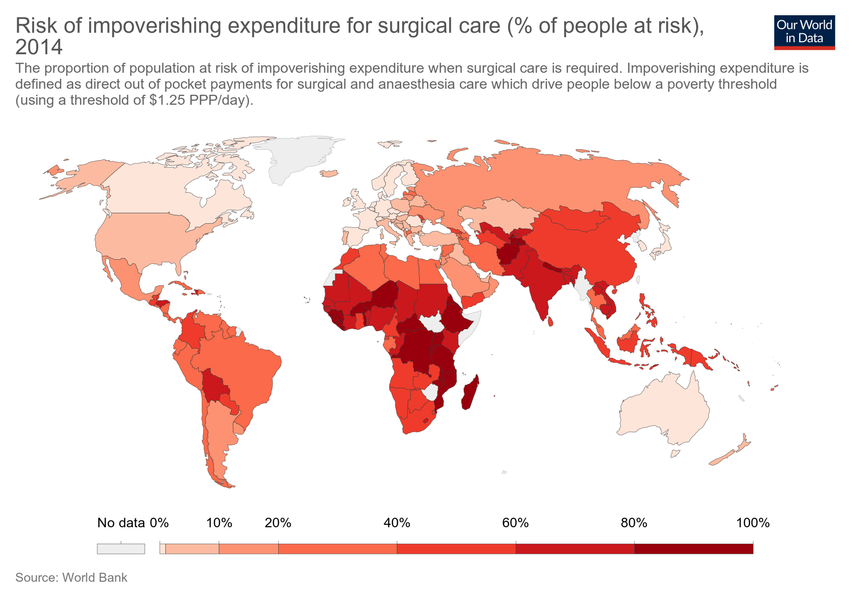 Risk of impoverishing expenditure for surgical care (% of people at risk),
2014
Our World
in Data
The proportion of population at risk of impoverishing expenditure when surgical care is required. Impoverishing expenditure is
defined as direct out of pocket payments for surgical and anaesthesia care which drive people below a poverty threshold
(using a threshold of $1.25 PPP/day).
No data 0% 10% 20% 40% 60% 80% 100%
Source: World Bank